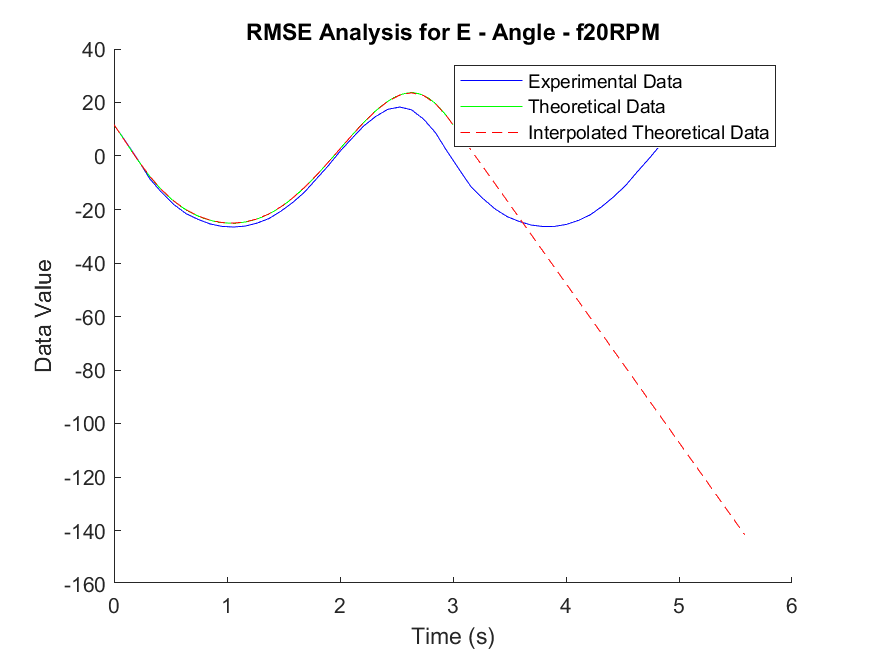 RMSE Analysis for E - Angle - f20RPM
Experimental Data
Theoretical Data
Interpolated Theoretical Data
Data Value
40
20
0
-20
-40
-60
-80
-100
-120
-140
-160
0 1 2 3 4 5 6
Time (s)